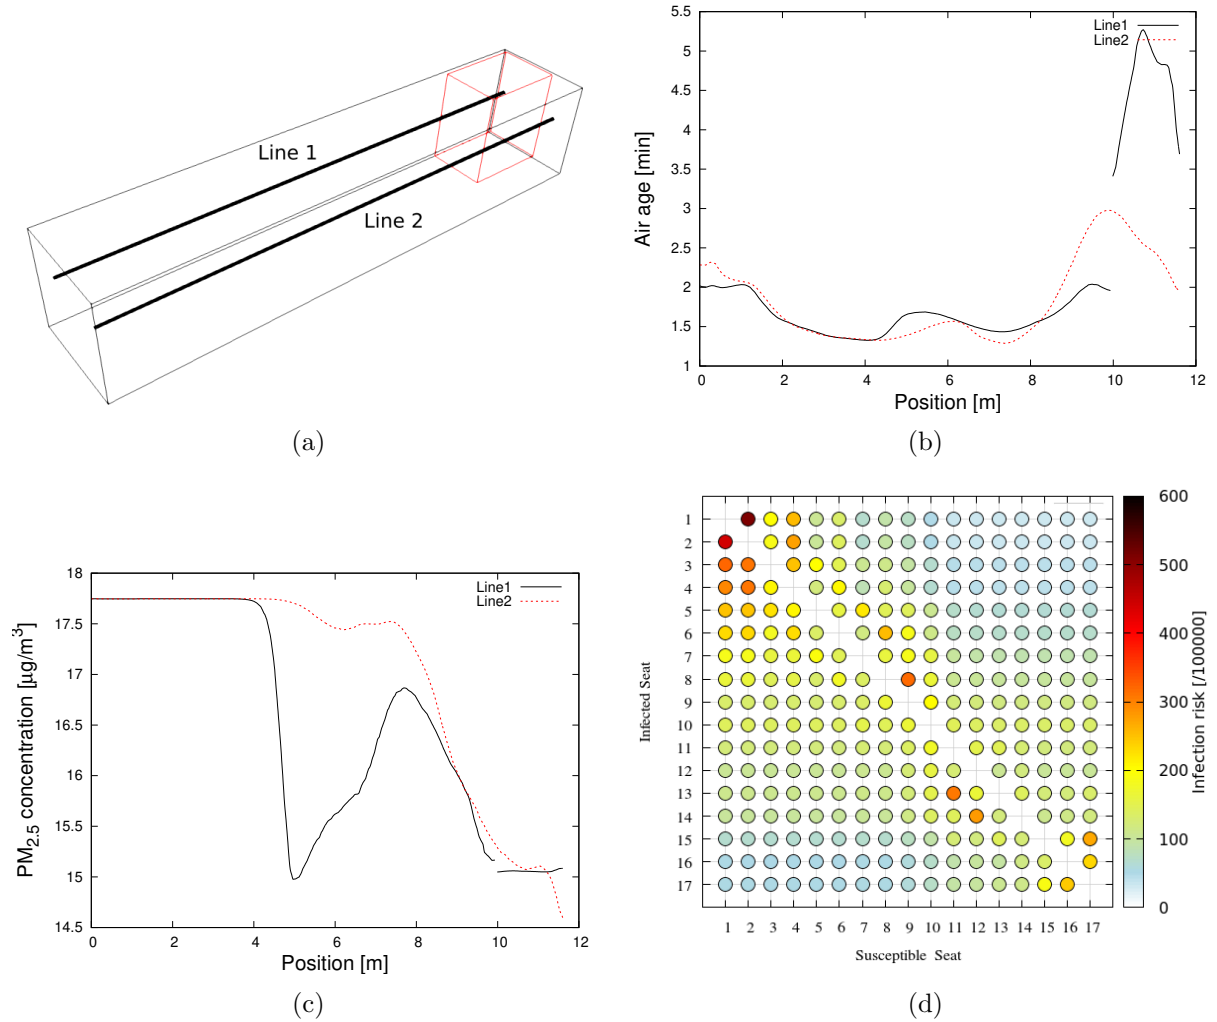 Line 1
Line 2
(a)
5.5
5
4.5
4
3.5
3
2.5
2
1.5
1
0 2 4 6 8 10 12
Air age [min]
Position [m]
Line1
Line2
(b)
18
17.5
17
16.5
16
15.5
15
14.5
0 2 4 6 8 10 12
PM2.5 concentration [µg/m³]
Position [m]
Line1
Line2
(c)
1
2
3
4
5
6
7
8
9
10
11
12
13
14
15
16
17
Infected Seat
1 2 3 4 5 6 7 8 9 10 11 12 13 14 15 16 17
Susceptible Seat
600
500
400
300
200
100
0
Infection risk [/100000]
(d)